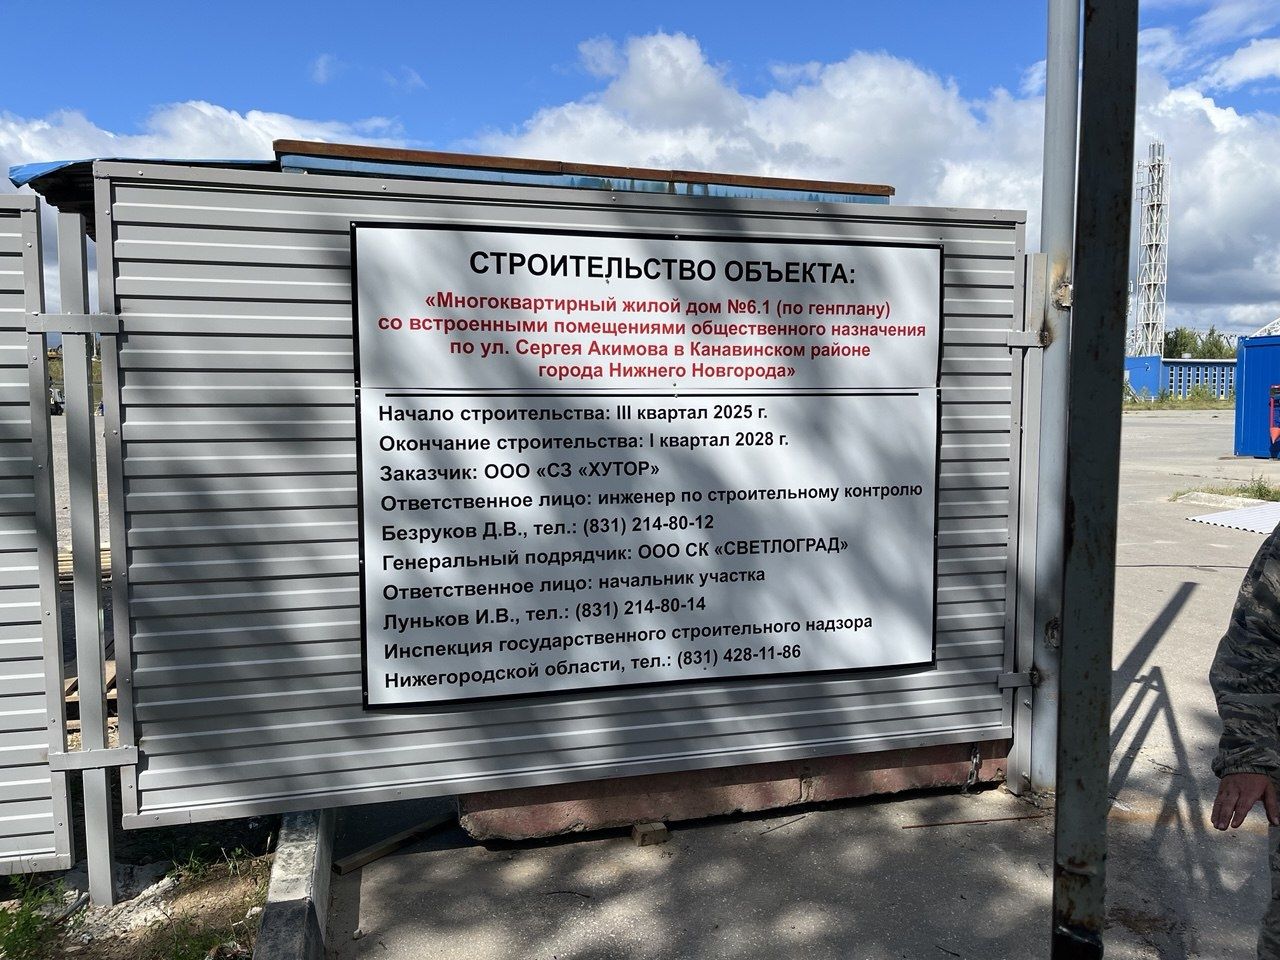 СТРОИТЕЛЬСТВО ОБЪЕКТА:
«Многоквартирный жилой дом №6.1 (по генплану)
со встроенными помещениями общественного назначения
по ул. Сергея Акимова в Канавинском районе
города Нижнего Новгорода»
Начало строительства: III квартал 2025 г.
Окончание строительства: I квартал 2028 г.
Заказчик: ООО «СЗ «ХУТОР»
Ответственное лицо: инженер по строительному контролю
Безруков Д.В., тел.: (831) 214-80-12
Генеральный подрядчик: ООО СК «СВЕТЛОГРАД»
Ответственное лицо: начальник участка
Луньков И.В., тел.: (831) 214-80-14
Инспекция государственного строительного надзора
Нижегородской области, тел.: (831) 428-11-86